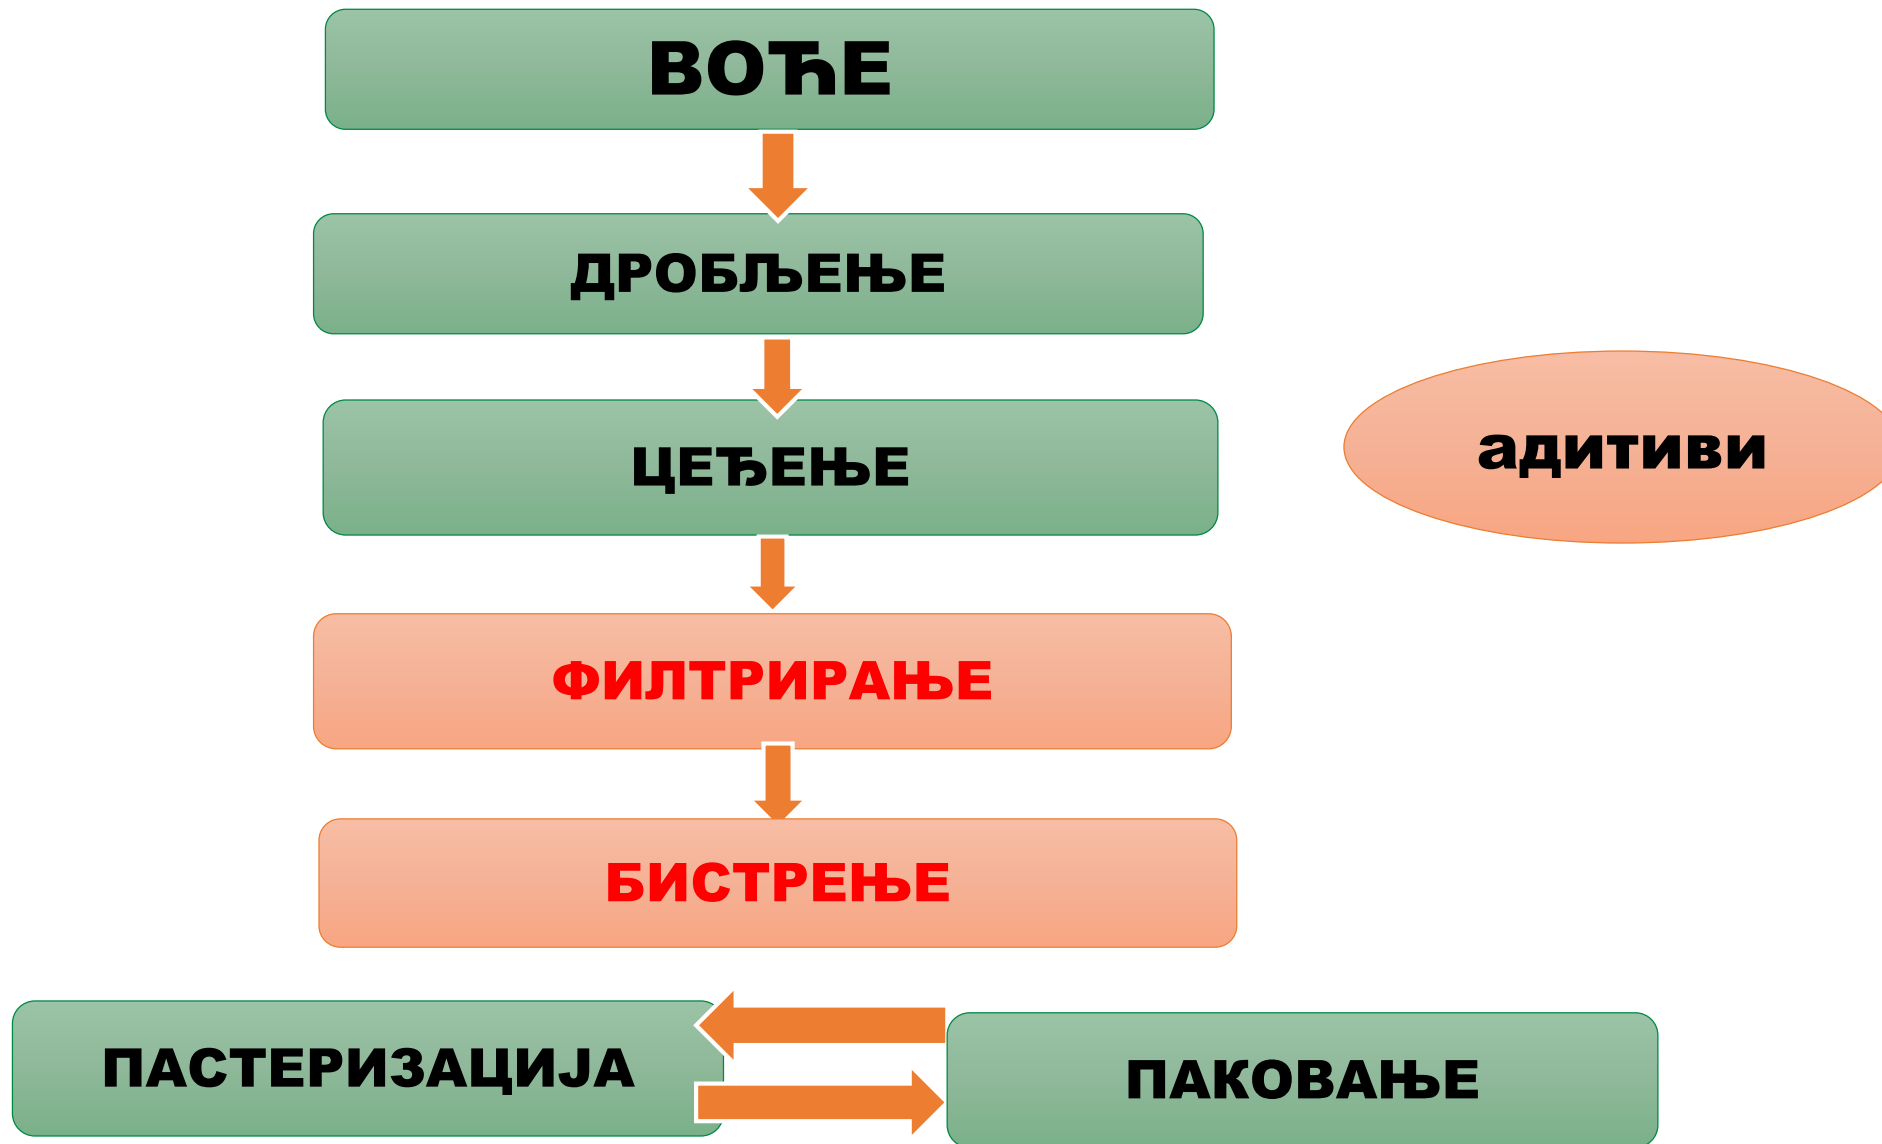 ВОЋЕ
ДРОБЉЕЊЕ
ЦЕЂЕЊЕ
адитиви
ФИЛТРИРАЊЕ
БИСТРЕЊЕ
ПАСТЕРИЗАЦИЈА
ПАКОВАЊЕ